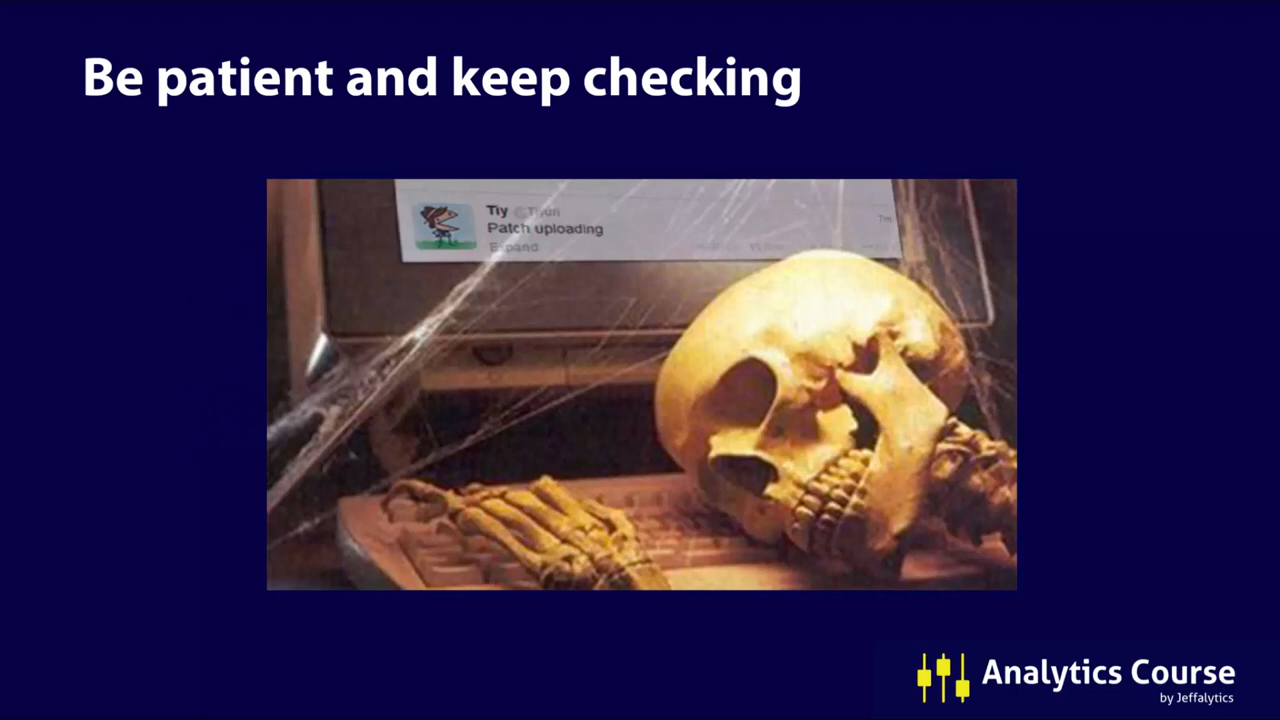 Be patient and keep checking
Tiy
Patch uploading
Expand
Analytics Course
by Jeffalytics